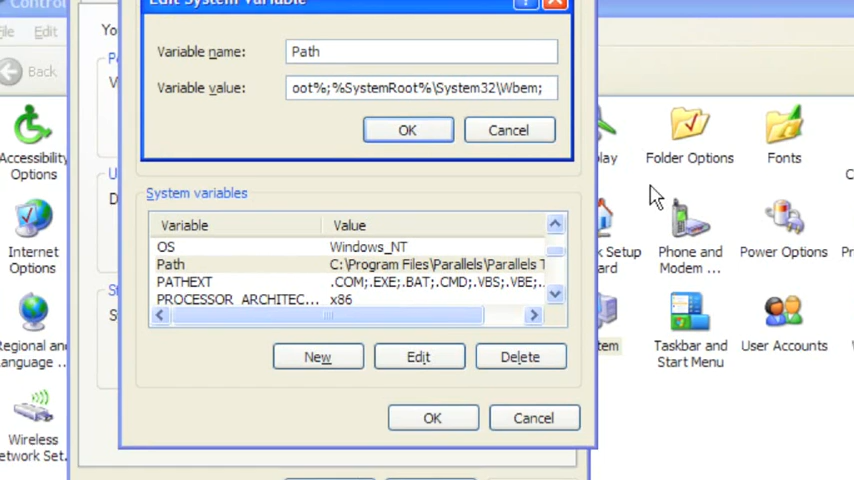 Control
Edit System Variable
File Edit
Back
Variable name: Path
Variable value: oot%;%SystemRoot%\System32\Wbem;
OK Cancel
System variables
Variable Value
OS Windows_NT
Path C:\Program Files\Parallels\Parallels T
PATHEXT .COM;.EXE;.BAT;.CMD;.VBS;.VBE;.
PROCESSOR_ARCHITEC... x86
New Edit Delete
OK Cancel
Accessibility
Options
Internet
Options
Regional and
Language ...
Wireless
Network Set...
Folder Options
Fonts
Phone and
Modem ...
Power Options
Taskbar and
Start Menu
User Accounts